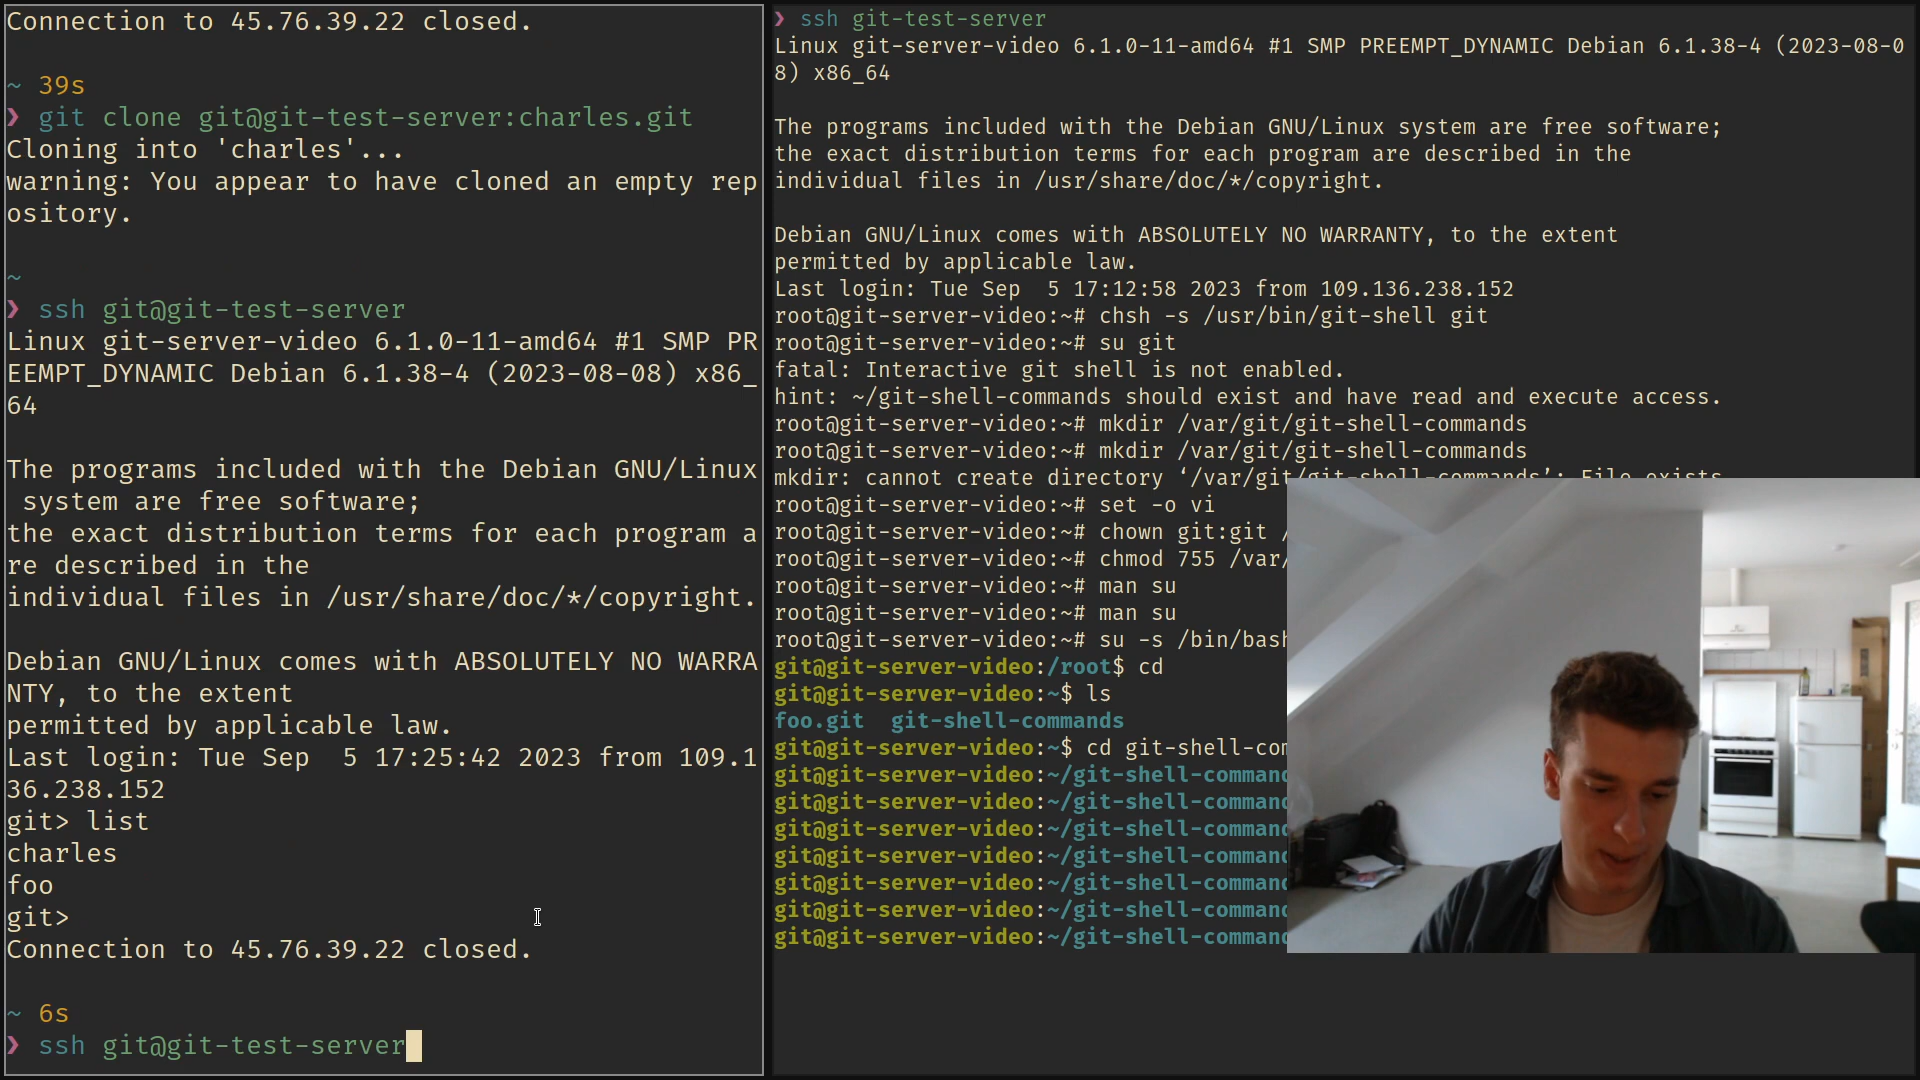 Connection to 45.76.39.22 closed.
~ 39s
❯ git clone git@git-test-server:charles.git
Cloning into 'charles'...
warning: You appear to have cloned an empty rep
ository.
~
❯ ssh git@git-test-server
Linux git-server-video 6.1.0-11-amd64 #1 SMP PR
EEMPT_DYNAMIC Debian 6.1.38-4 (2023-08-08) x86_
64
The programs included with the Debian GNU/Linux
 system are free software;
the exact distribution terms for each program a
re described in the
individual files in /usr/share/doc/*/copyright.
Debian GNU/Linux comes with ABSOLUTELY NO WARRA
NTY, to the extent
permitted by applicable law.
Last login: Tue Sep  5 17:25:42 2023 from 109.1
36.238.152
git> list
charles
foo
git>
Connection to 45.76.39.22 closed.
~ 6s
❯ ssh git@git-test-server
❯ ssh git-test-server
Linux git-server-video 6.1.0-11-amd64 #1 SMP PREEMPT_DYNAMIC Debian 6.1.38-4 (2023-08-0
8) x86_64
The programs included with the Debian GNU/Linux system are free software;
the exact distribution terms for each program are described in the
individual files in /usr/share/doc/*/copyright.
Debian GNU/Linux comes with ABSOLUTELY NO WARRANTY, to the extent
permitted by applicable law.
Last login: Tue Sep  5 17:12:58 2023 from 109.136.238.152
root@git-server-video:~# chsh -s /usr/bin/git-shell git
root@git-server-video:~# su git
fatal: Interactive git shell is not enabled.
hint: ~/git-shell-commands should exist and have read and execute access.
root@git-server-video:~# mkdir /var/git/git-shell-commands
root@git-server-video:~# mkdir /var/git/git-shell-commands
mkdir: cannot create directory ‘/var/git/git-shell-commands’: File exists
root@git-server-video:~# set -o vi
root@git-server-video:~# chown git:git /
root@git-server-video:~# chmod 755 /var/
root@git-server-video:~# man su
root@git-server-video:~# man su
root@git-server-video:~# su -s /bin/bash
git@git-server-video:/root$ cd
git@git-server-video:~$ ls
foo.git  git-shell-commands
git@git-server-video:~$ cd git-shell-com
git@git-server-video:~/git-shell-command
git@git-server-video:~/git-shell-command
git@git-server-video:~/git-shell-command
git@git-server-video:~/git-shell-command
git@git-server-video:~/git-shell-command
git@git-server-video:~/git-shell-command
git@git-server-video:~/git-shell-command